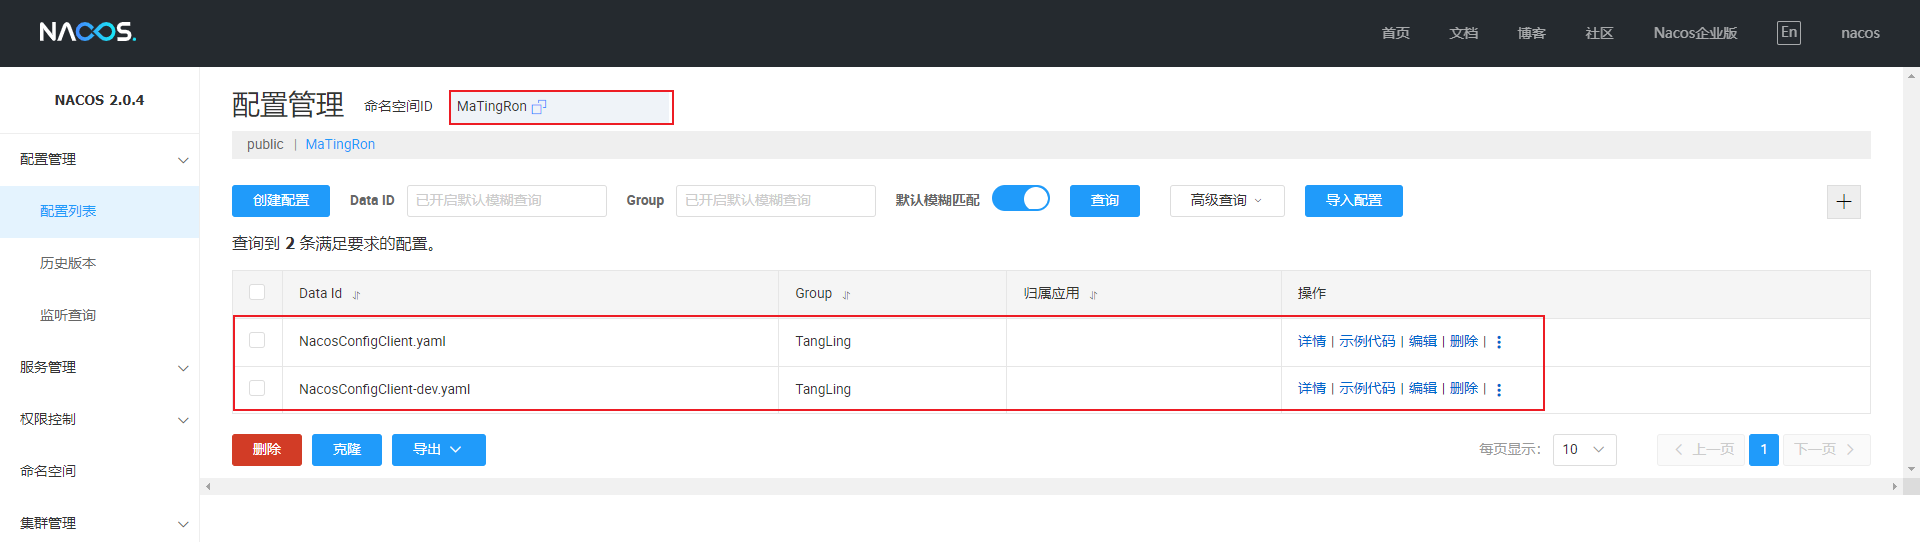 NACOS.
首页 文档 博客 社区 Nacos企业版 En nacos
NACOS 2.0.4
配置管理
配置列表
历史版本
监听查询
服务管理
权限控制
命名空间
集群管理
配置管理 命名空间ID MaTingRon
public | MaTingRon
创建配置 Data ID 已开启默认模糊查询 Group 已开启默认模糊查询 默认模糊匹配 查询 高级查询 导入配置
查询到 2 条满足要求的配置。
Data Id Group 归属应用 操作
NacosConfigClient.yaml TangLing 详情 | 示例代码 | 编辑 | 删除 |
NacosConfigClient-dev.yaml TangLing 详情 | 示例代码 | 编辑 | 删除 |
删除 克隆 导出 每页显示: 10 上一页 1 下一页